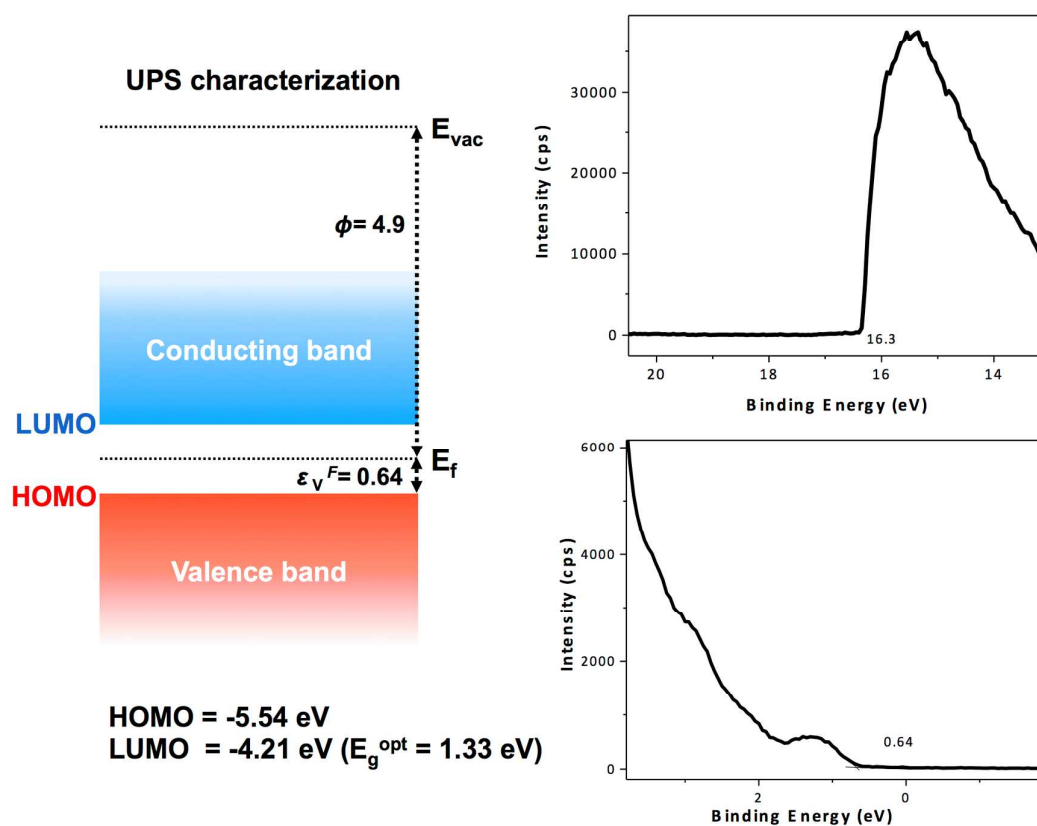 UPS characterization
E_vac
ϕ= 4.9
Conducting band
LUMO
E_f
ε_V^F= 0.64
HOMO
Valence band
HOMO = -5.54 eV
LUMO = -4.21 eV (E_g^opt = 1.33 eV)
Intensity (cps)
30000
20000
10000
0
16.3
20 18 16 14
Binding Energy (eV)
Intensity (cps)
6000
4000
2000
0
0.64
2 0
Binding Energy (eV)